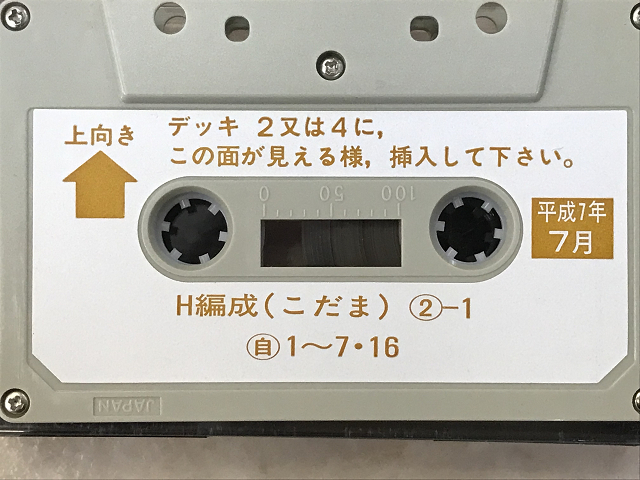 上向き
デッキ 2又は4に,
この面が見える様, 挿入して下さい。
0 50 100
平成7年
7月
H編成(こだま) ②-1
㊀1〜7・16
JAPAN